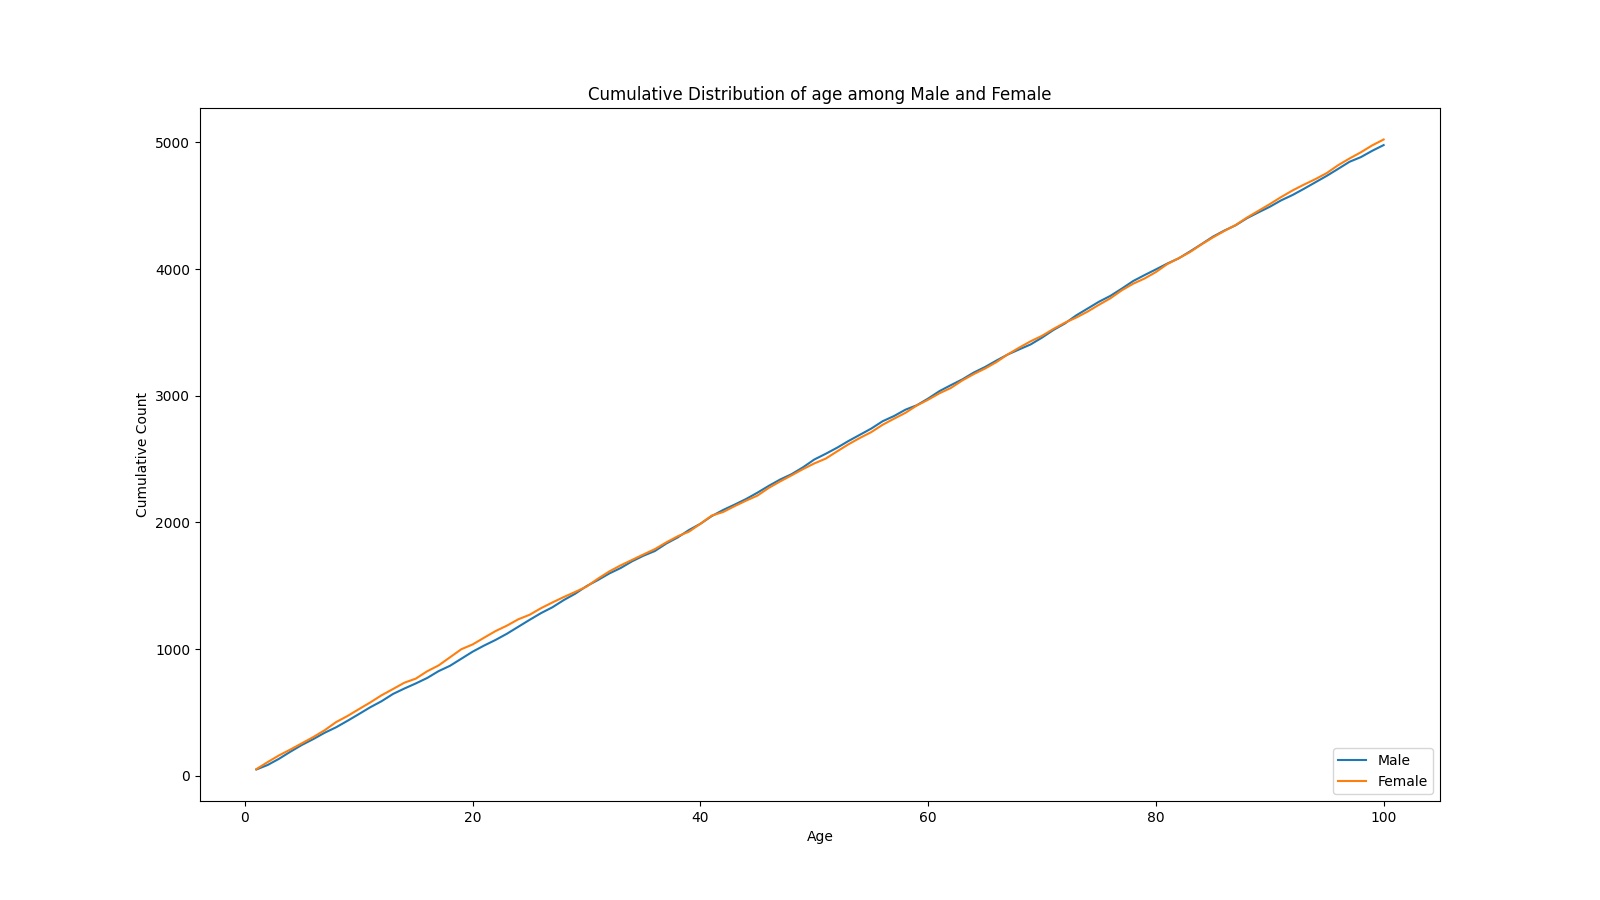 Cumulative Distribution of age among Male and Female
5000
4000
3000
2000
1000
0
Cumulative Count
0 20 40 60 80 100
Age
Male
Female